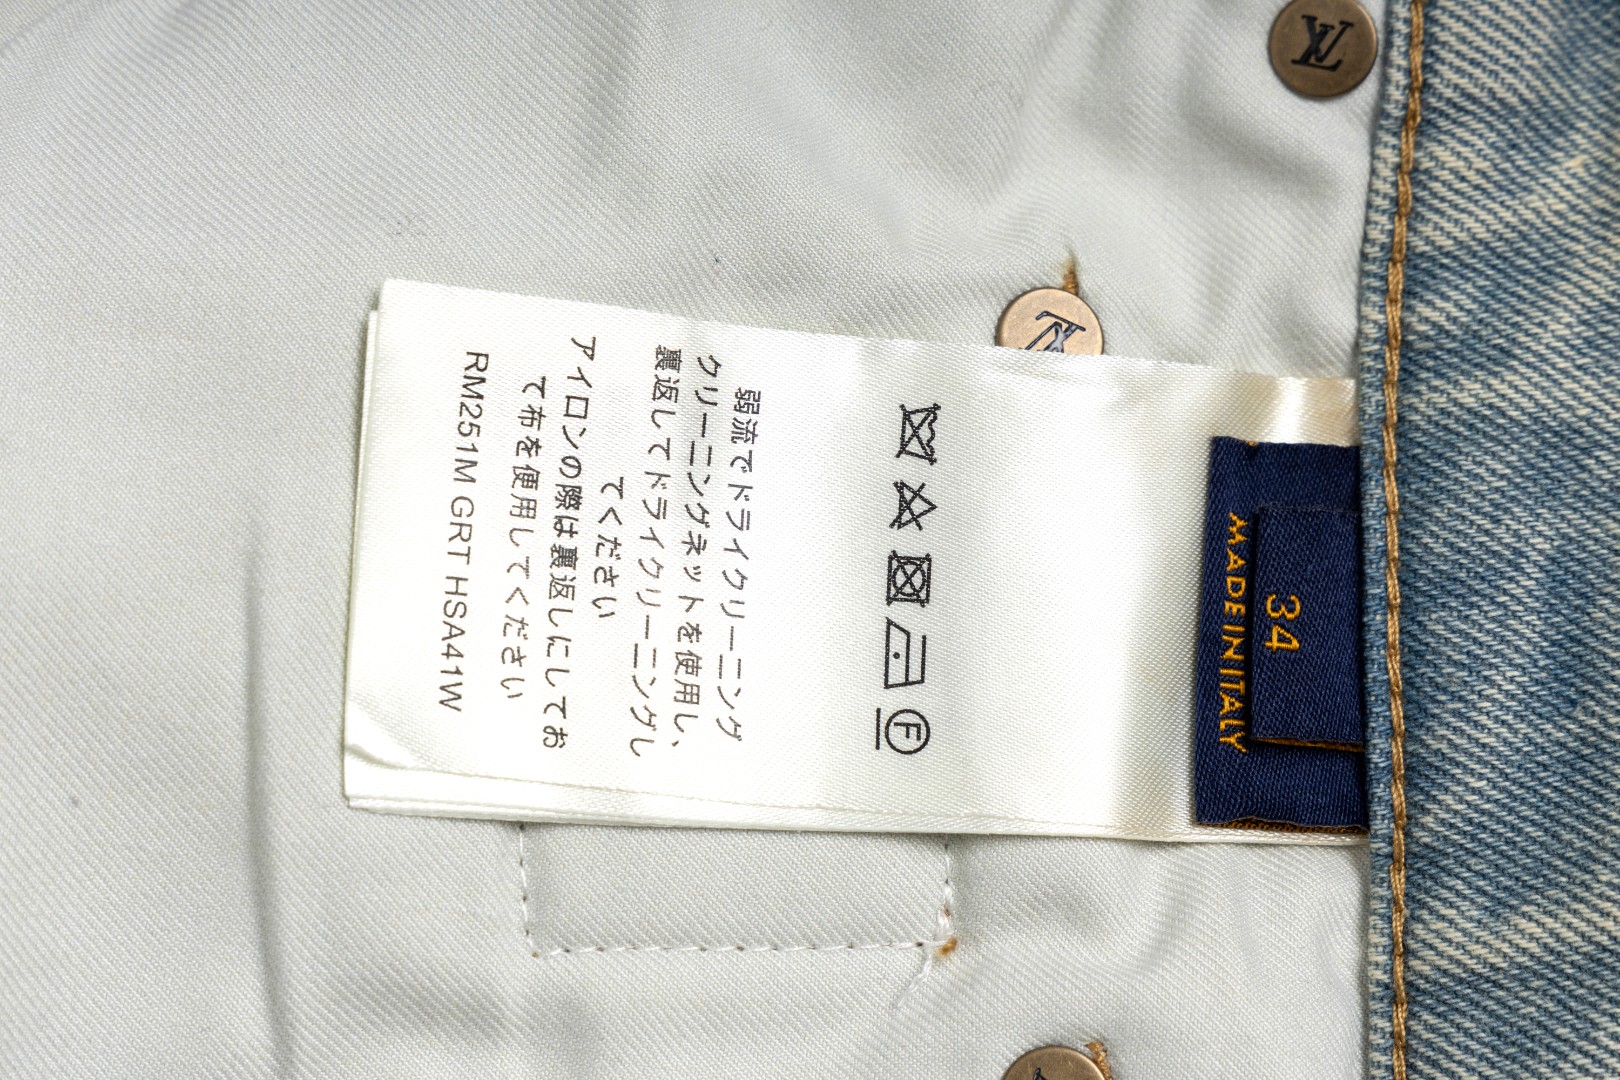 弱流でドライクリーニング
クリーニングネットを使用し、
裏返してドライクリーニングし
てください
アイロンの際は裏返しにしてお
て布を使用してください
RM251M GRT HSA41W
F
34
MADE IN ITALY
LV
LV